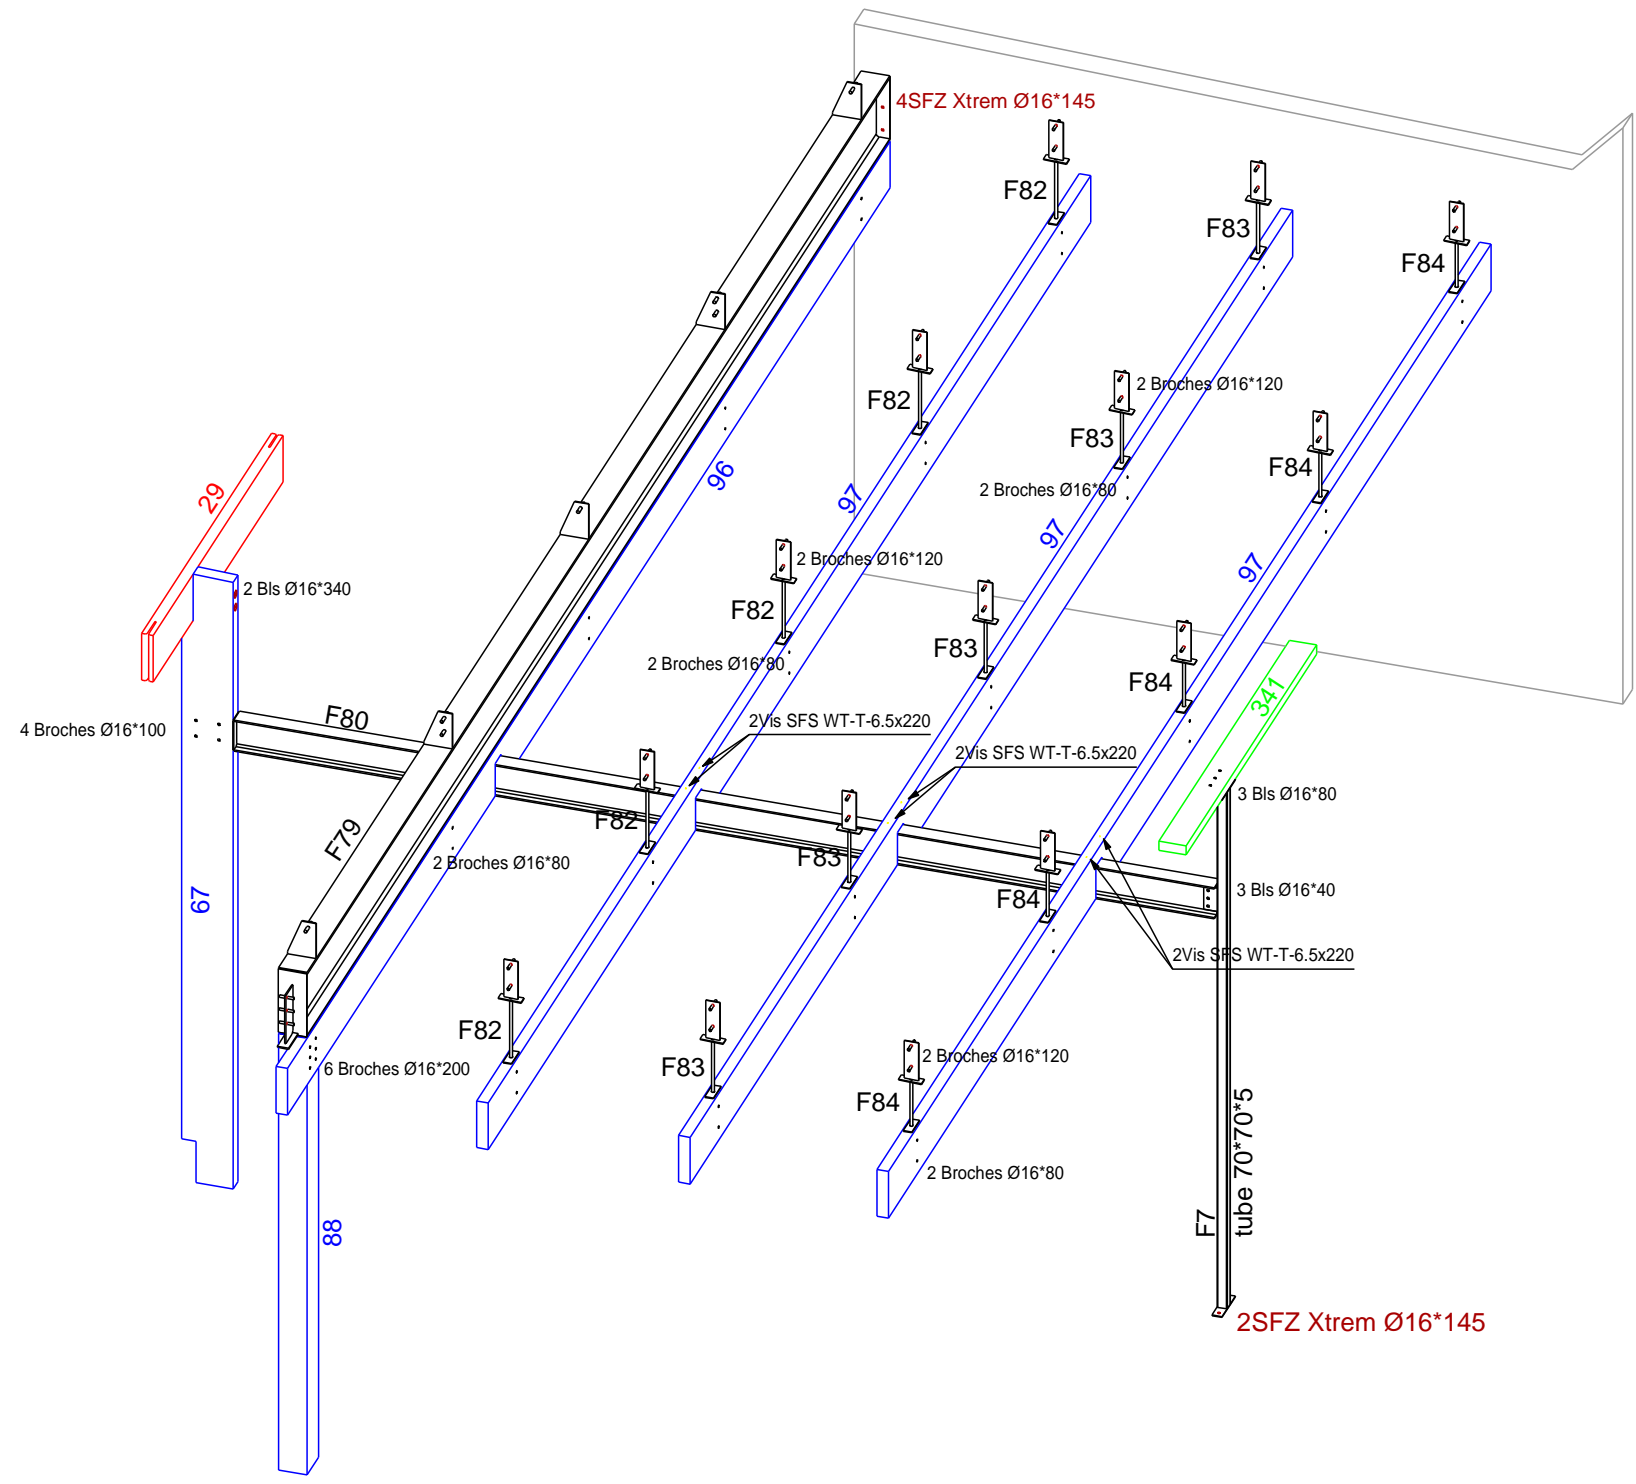 4SFZ Xtrem Ø16*145
F82
F83
F84
F82
2 Broches Ø16*120
F83
F84
29
96
97
2 Broches Ø16*80
97
97
2 Bls Ø16*340
2 Broches Ø16*120
F82
F83
F84
2 Broches Ø16*80
341
4 Broches Ø16*100
F80
2Vis SFS WT-T-6.5x220
2Vis SFS WT-T-6.5x220
3 Bls Ø16*80
F82
F79
F83
2 Broches Ø16*80
67
F84
3 Bls Ø16*40
2Vis SFS WT-T-6.5x220
F82
F83
6 Broches Ø16*200
2 Broches Ø16*120
F84
2 Broches Ø16*80
88
F7
tube 70*70*5
2SFZ Xtrem Ø16*145